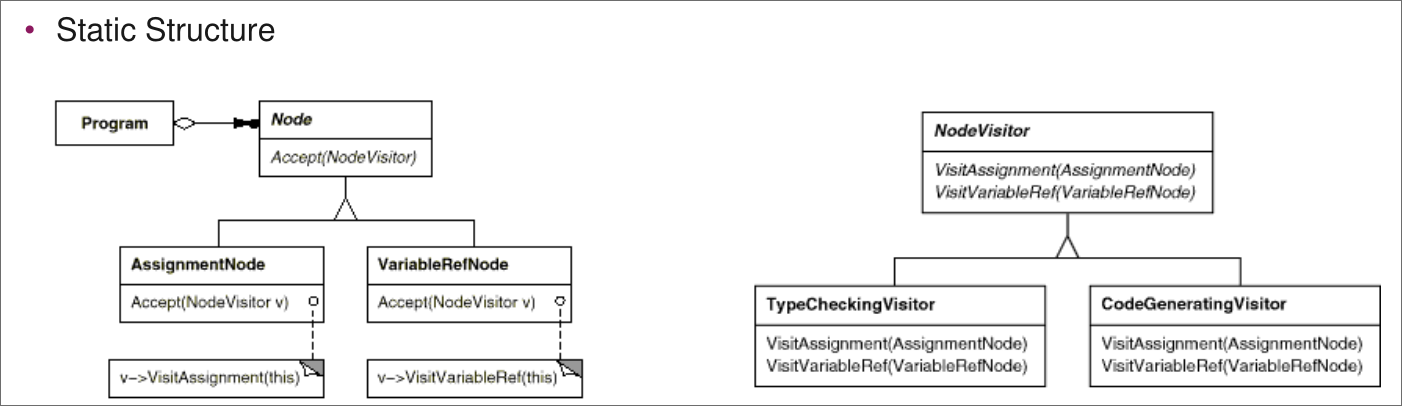 • Static Structure
Program
Node
Accept(NodeVisitor)
AssignmentNode
Accept(NodeVisitor v)
v–>VisitAssignment(this)
VariableRefNode
Accept(NodeVisitor v)
v–>VisitVariableRef(this)
NodeVisitor
VisitAssignment(AssignmentNode)
VisitVariableRef(VariableRefNode)
TypeCheckingVisitor
VisitAssignment(AssignmentNode)
VisitVariableRef(VariableRefNode)
CodeGeneratingVisitor
VisitAssignment(AssignmentNode)
VisitVariableRef(VariableRefNode)